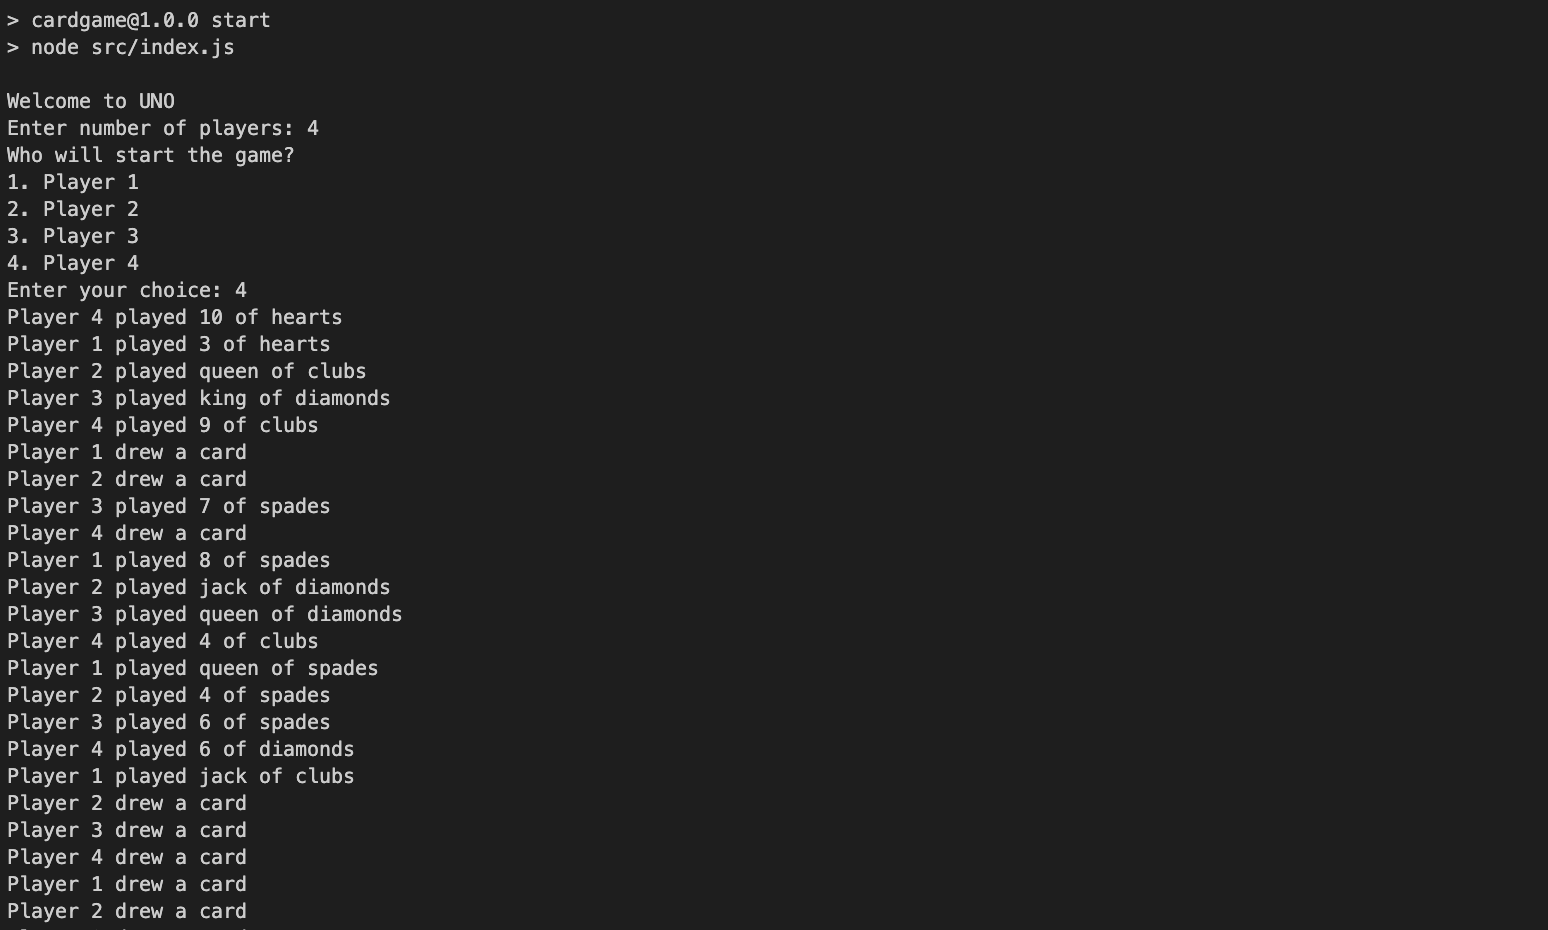 > cardgame@1.0.0 start
> node src/index.js
Welcome to UNO
Enter number of players: 4
Who will start the game?
1. Player 1
2. Player 2
3. Player 3
4. Player 4
Enter your choice: 4
Player 4 played 10 of hearts
Player 1 played 3 of hearts
Player 2 played queen of clubs
Player 3 played king of diamonds
Player 4 played 9 of clubs
Player 1 drew a card
Player 2 drew a card
Player 3 played 7 of spades
Player 4 drew a card
Player 1 played 8 of spades
Player 2 played jack of diamonds
Player 3 played queen of diamonds
Player 4 played 4 of clubs
Player 1 played queen of spades
Player 2 played 4 of spades
Player 3 played 6 of spades
Player 4 played 6 of diamonds
Player 1 played jack of clubs
Player 2 drew a card
Player 3 drew a card
Player 4 drew a card
Player 1 drew a card
Player 2 drew a card